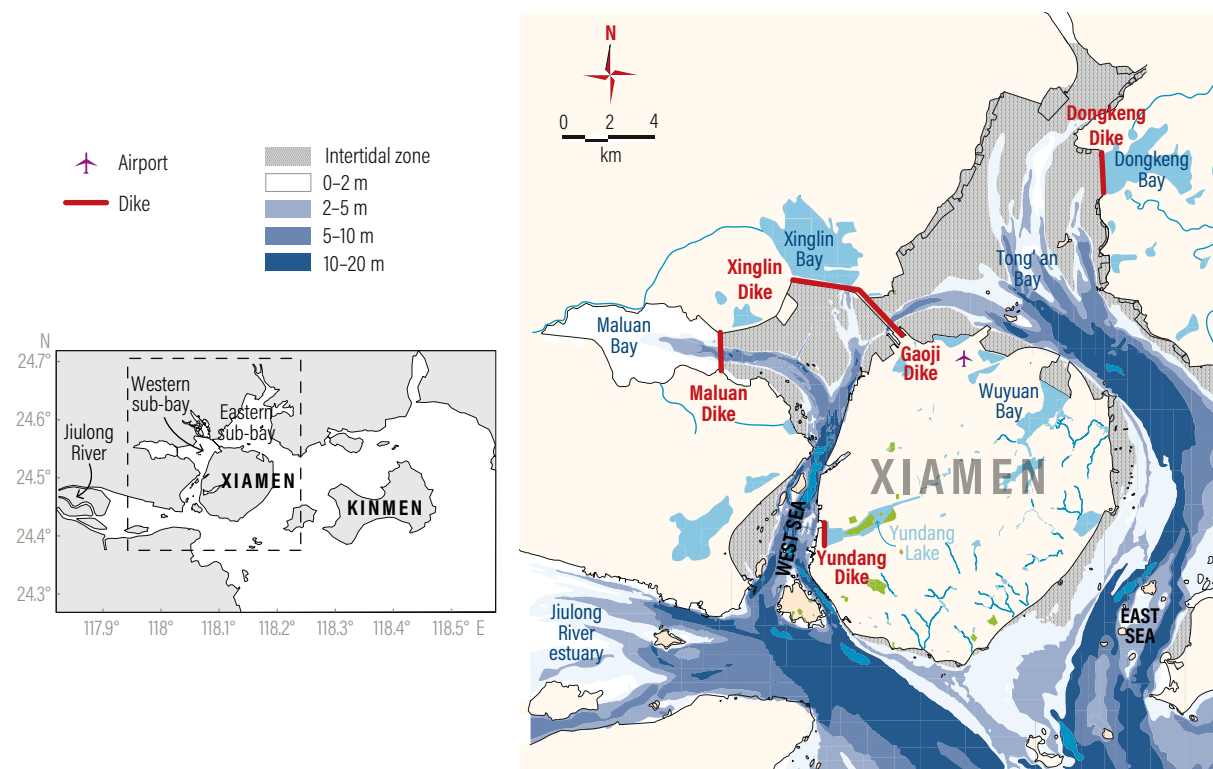 Airport
Dike
Intertidal zone
0–2 m
2–5 m
5–10 m
10–20 m
N
24.7°
24.6°
24.5°
24.4°
24.3°
117.9°
118°
118.1°
118.2°
118.3°
118.4°
118.5° E
Western
sub-bay
Eastern
sub-bay
Jiulong
River
XIAMEN
KINMEN
N
0 2 4
km
Dongkeng
Dike
Dongkeng
Bay
Xinglin
Bay
Xinglin
Dike
Tong' an
Bay
Maluan
Bay
Gaoji
Dike
Maluan
Dike
Wuyuan
Bay
XIAMEN
WEST SEA
Yundang
Lake
Yundang
Dike
Jiulong
River
estuary
EAST
SEA